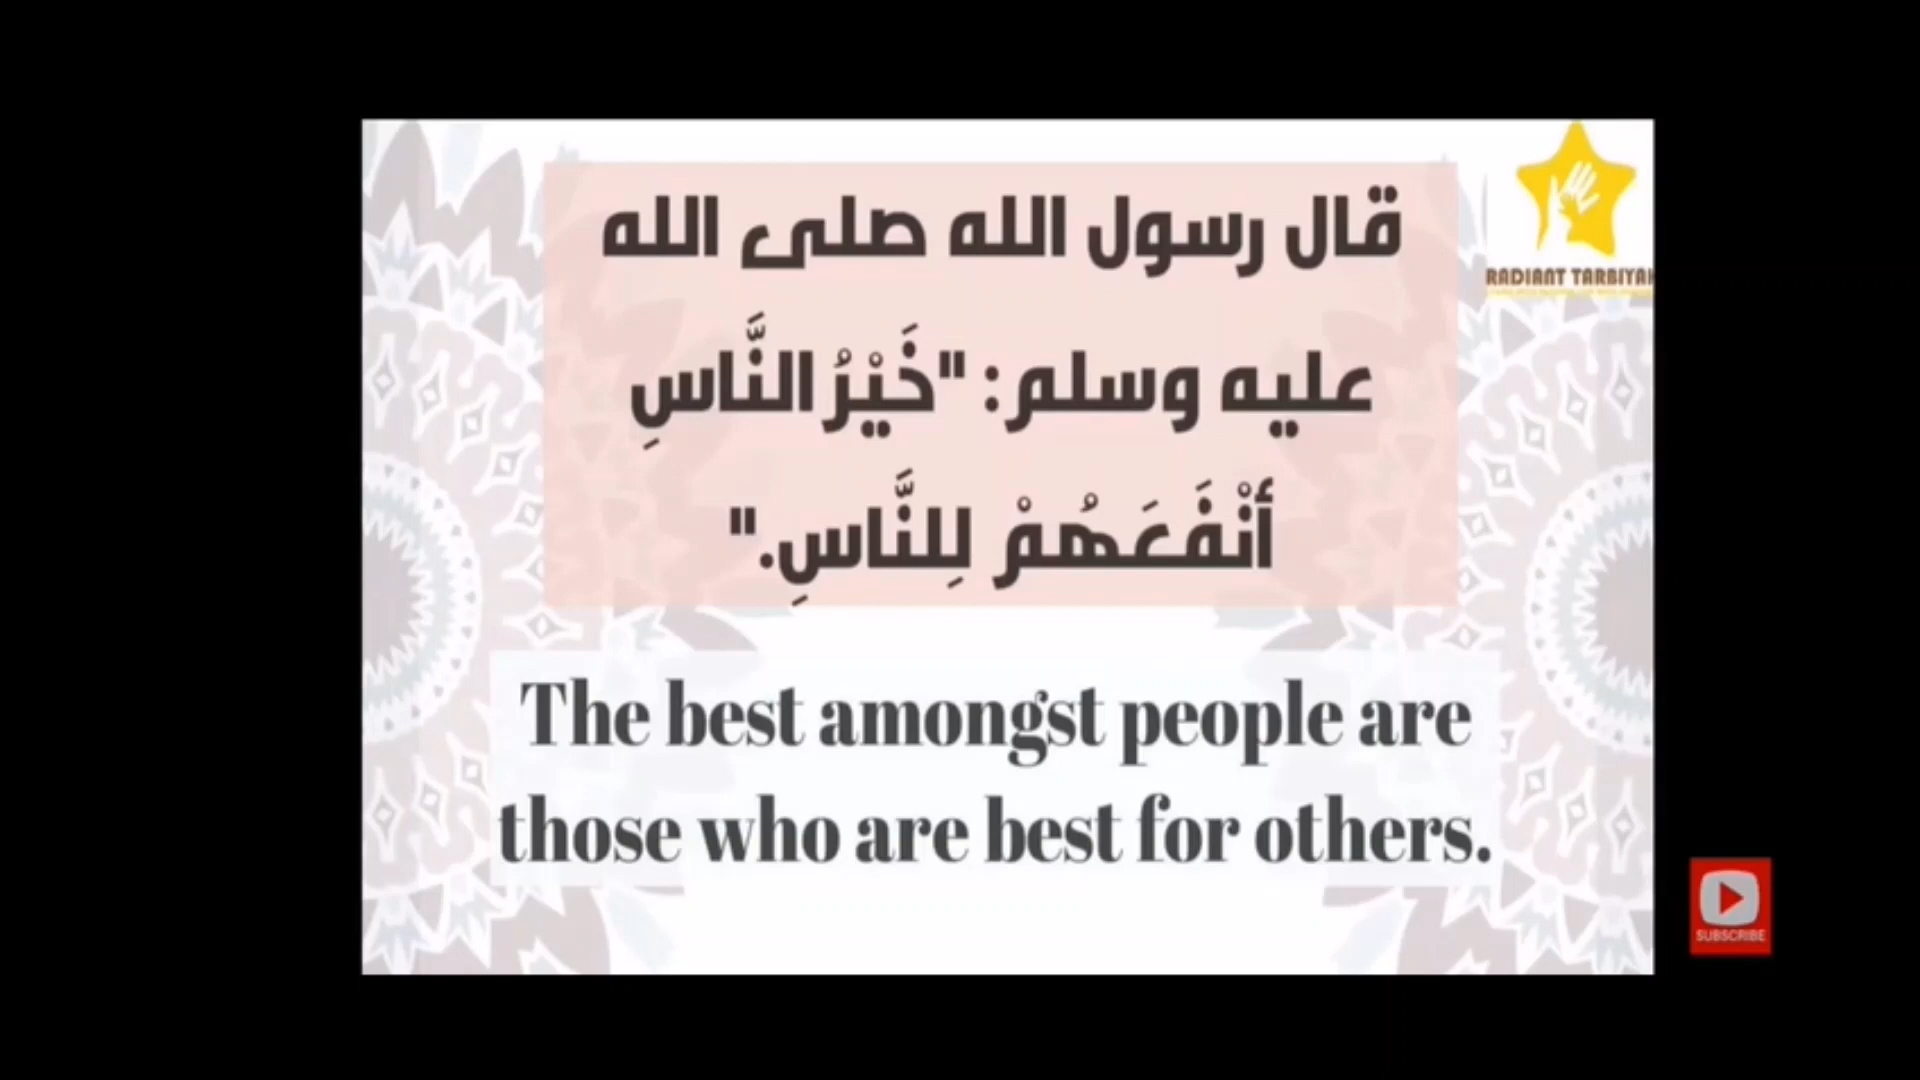 قال رسول الله صلى الله
عليه وسلم: "خَيْرُ النَّاسِ
أنْفَعَهُمْ لِلنَّاسِ."
The best amongst people are
those who are best for others.
RADIANT TARBIYAH
SUBSCRIBE